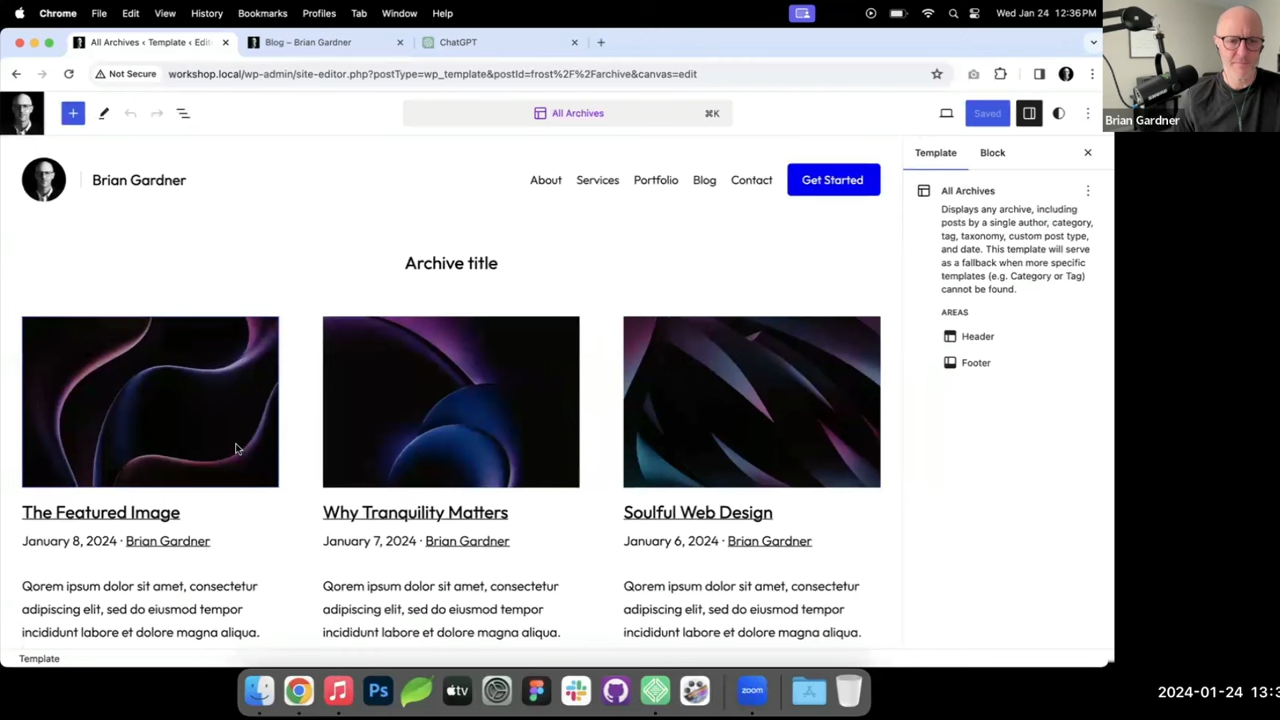 Chrome File Edit View History Bookmarks Profiles Tab Window Help
Wed Jan 24 12:36 PM
All Archives ‹ Template ‹ Edit
Blog – Brian Gardner
ChatGPT
Not Secure
workshop.local/wp-admin/site-editor.php?postType=wp_template&postId=frost%2F%2Farchive&canvas=edit
Brian Gardner
All Archives
⌘K
Saved
Template
Block
Brian Gardner
About Services Portfolio Blog Contact Get Started
All Archives
Displays any archive, including
posts by a single author, category,
tag, taxonomy, custom post type,
and date. This template will serve
as a fallback when more specific
templates (e.g. Category or Tag)
cannot be found.
AREAS
Header
Footer
Archive title
The Featured Image
January 8, 2024 · Brian Gardner
Qorem ipsum dolor sit amet, consectetur
adipiscing elit, sed do eiusmod tempor
incididunt labore et dolore magna aliqua.
Why Tranquility Matters
January 7, 2024 · Brian Gardner
Qorem ipsum dolor sit amet, consectetur
adipiscing elit, sed do eiusmod tempor
incididunt labore et dolore magna aliqua.
Soulful Web Design
January 6, 2024 · Brian Gardner
Qorem ipsum dolor sit amet, consectetur
adipiscing elit, sed do eiusmod tempor
incididunt labore et dolore magna aliqua.
Template
Ps
tv
zoom
2024-01-24 13:3